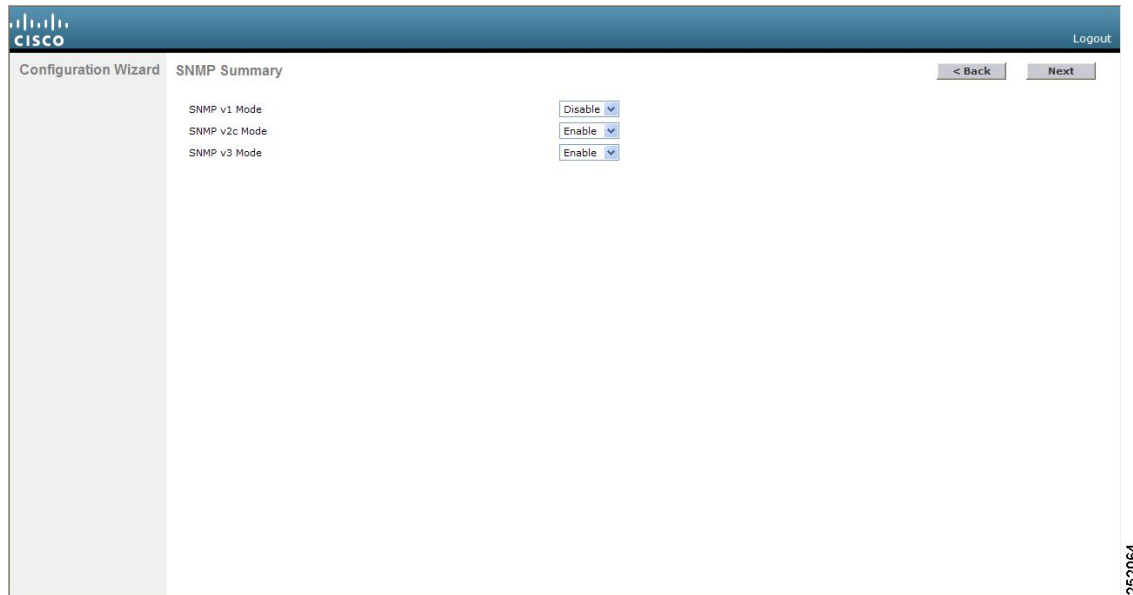 CISCO
Logout
Configuration Wizard
SNMP Summary
< Back
Next
SNMP v1 Mode Disable
SNMP v2c Mode Enable
SNMP v3 Mode Enable
252064